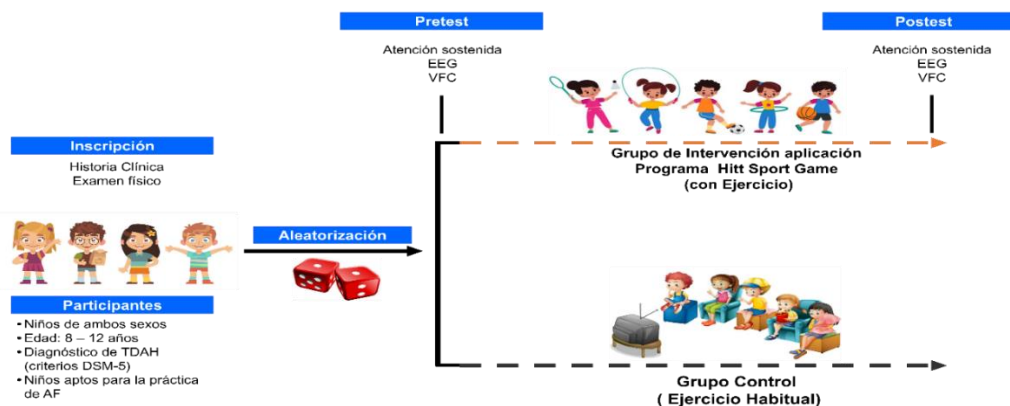 Pretest
Postest
Atención sostenida
EEG
VFC
Atención sostenida
EEG
VFC
Inscripción
Historia Clínica
Examen físico
Grupo de Intervención aplicación
Programa Hitt Sport Game
(con Ejercicio)
Aleatorización
Participantes
• Niños de ambos sexos
• Edad: 8 – 12 años
• Diagnóstico de TDAH
(criterios DSM-5)
• Niños aptos para la práctica
de AF
Grupo Control
( Ejercicio Habitual)